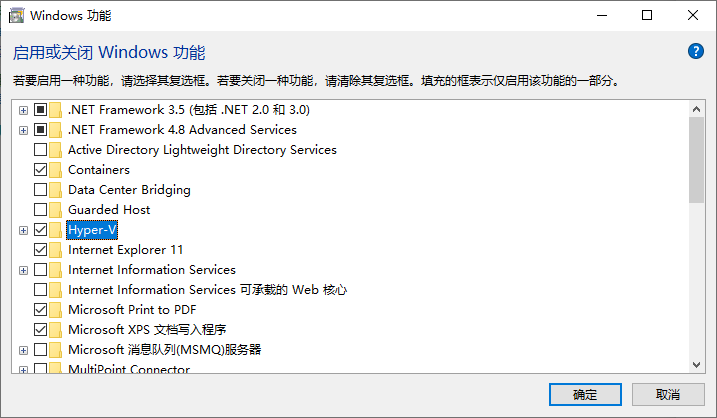 Windows 功能
启用或关闭 Windows 功能
若要启用一种功能，请选择其复选框。若要关闭一种功能，请清除其复选框。填充的框表示仅启用该功能的一部分。
.NET Framework 3.5 (包括 .NET 2.0 和 3.0)
.NET Framework 4.8 Advanced Services
Active Directory Lightweight Directory Services
Containers
Data Center Bridging
Guarded Host
Hyper-V
Internet Explorer 11
Internet Information Services
Internet Information Services 可承载的 Web 核心
Microsoft Print to PDF
Microsoft XPS 文档写入程序
Microsoft 消息队列(MSMQ)服务器
MultiPoint Connector
确定
取消